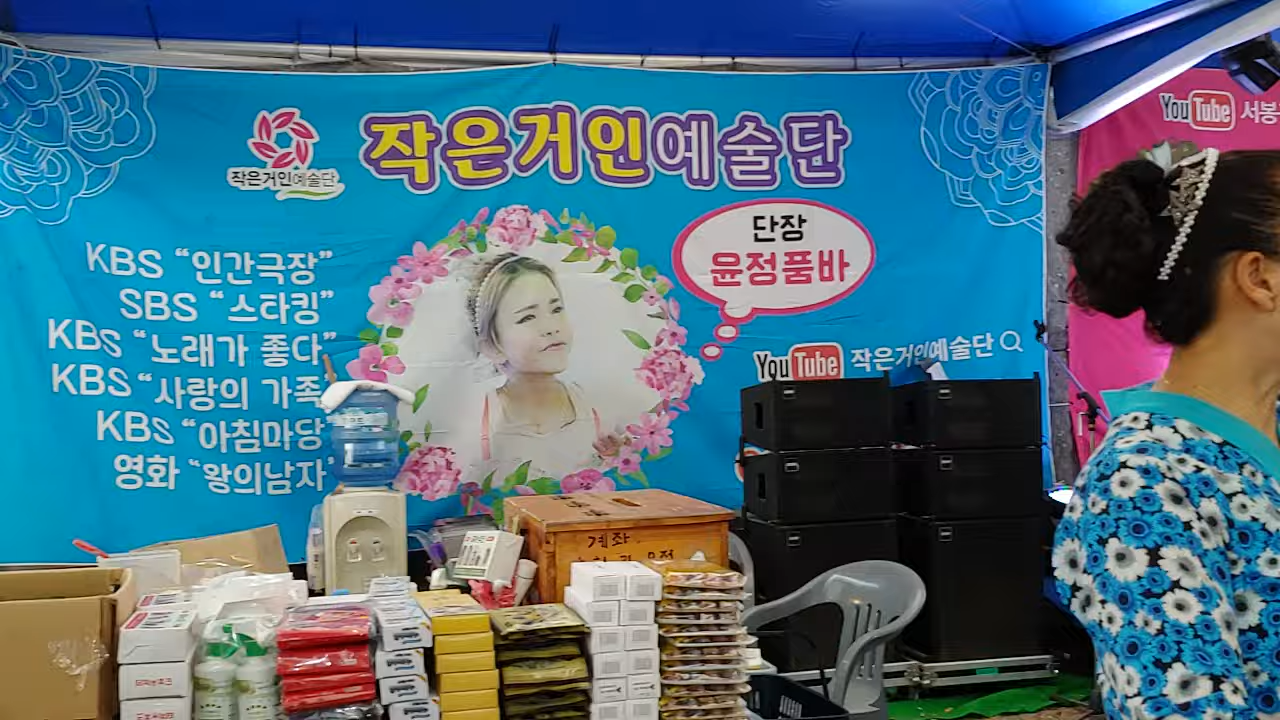 작은거인예술단
작은거인예술단
단장
윤정품바
KBS “인간극장”
SBS “스타킹”
KBS “노래가 좋다”
KBS “사랑의 가족
KBS “아침마당
영화 “왕의남자
YouTube 작은거인예술단
YouTube 서봉
계좌